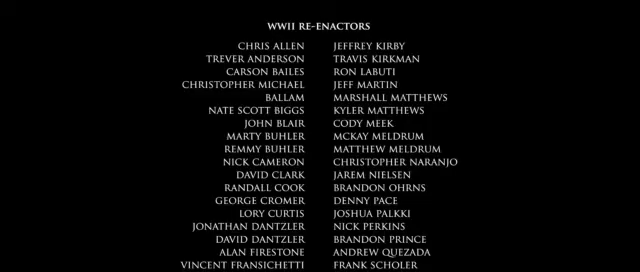 WWII RE-ENACTORS
CHRIS ALLEN JEFFREY KIRBY
TREVER ANDERSON TRAVIS KIRKMAN
CARSON BAILES RON LABUTI
CHRISTOPHER MICHAEL JEFF MARTIN
BALLAM MARSHALL MATTHEWS
NATE SCOTT BIGGS KYLER MATTHEWS
JOHN BLAIR CODY MEEK
MARTY BUHLER MCKAY MELDRUM
REMMY BUHLER MATTHEW MELDRUM
NICK CAMERON CHRISTOPHER NARANJO
DAVID CLARK JAREM NIELSEN
RANDALL COOK BRANDON OHRNS
GEORGE CROMER DENNY PACE
LORY CURTIS JOSHUA PALKKI
JONATHAN DANTZLER NICK PERKINS
DAVID DANTZLER BRANDON PRINCE
ALAN FIRESTONE ANDREW QUEZADA
VINCENT FRANSICHETTI FRANK SCHOLER